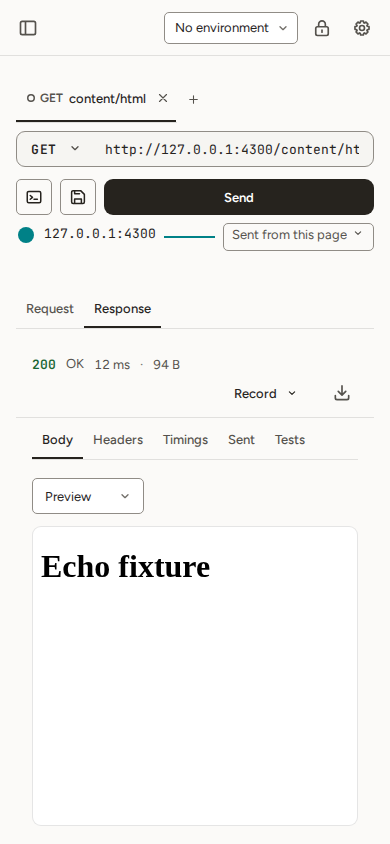 No environment
GET content/html
GET http://127.0.0.1:4300/content/ht
Send
127.0.0.1:4300 Sent from this page
Request Response
200 OK 12 ms · 94 B
Record
Body Headers Timings Sent Tests
Preview
Echo fixture